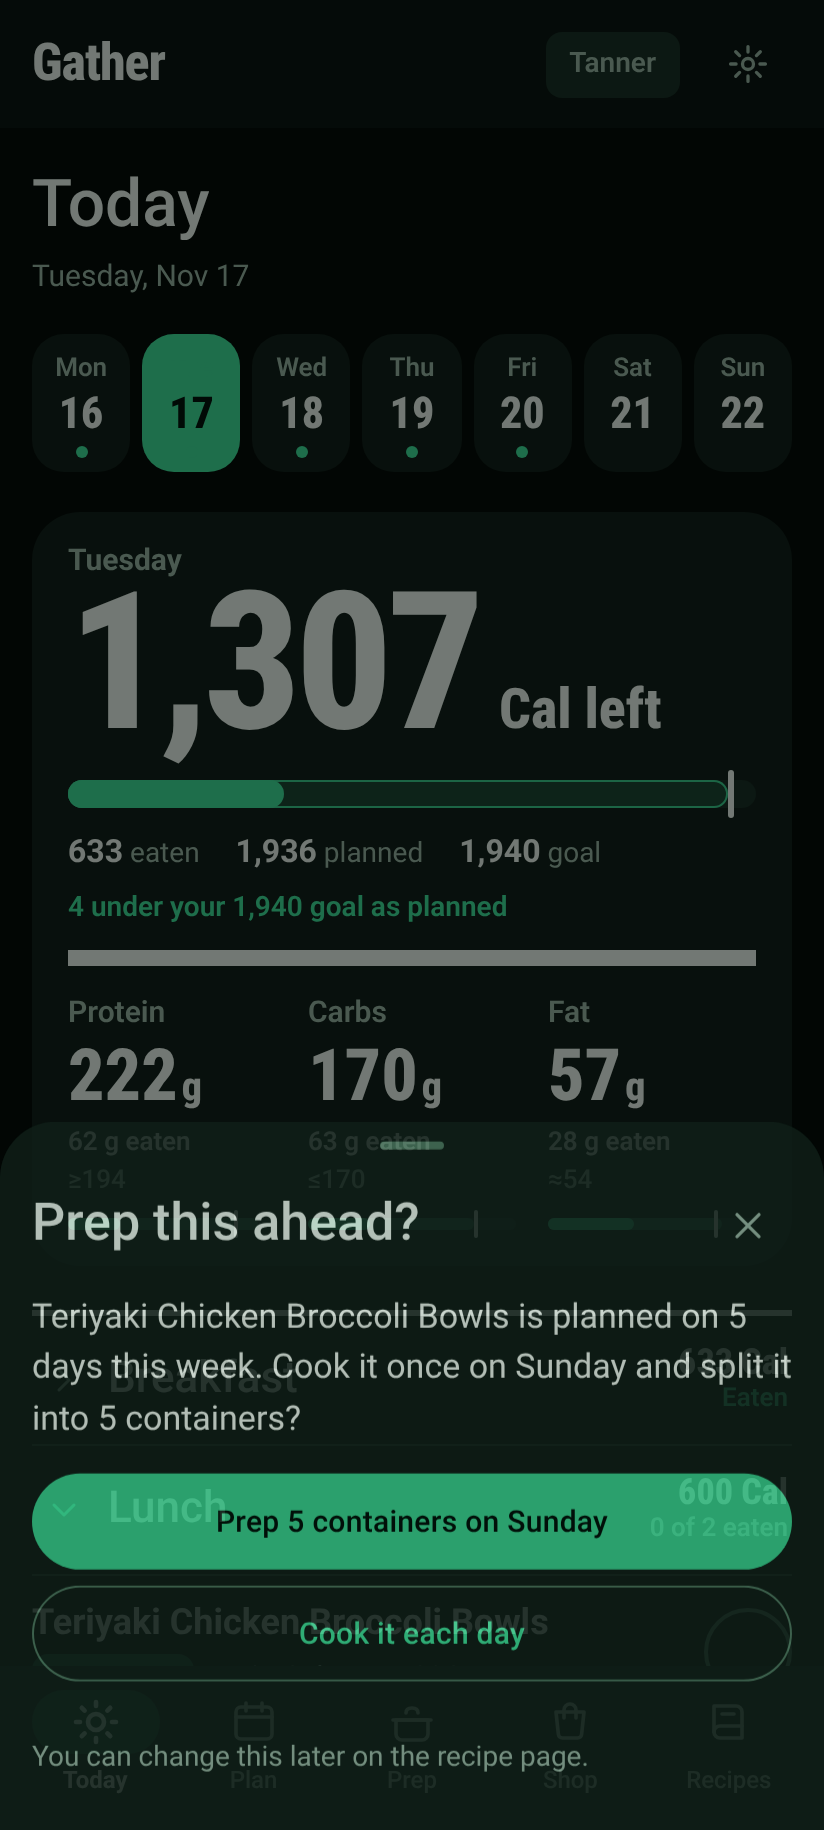 Gather
Tanner
Today
Tuesday, Nov 17
Mon Wed Thu Fri Sat Sun
16 17 18 19 20 21 22
Tuesday
1,307 Cal left
633 eaten 1,936 planned 1,940 goal
4 under your 1,940 goal as planned
Protein Carbs Fat
222g 170g 57g
62 g eaten 63 g eaten 28 g eaten
≥194 ≤170 ≈54
Prep this ahead?
Teriyaki Chicken Broccoli Bowls is planned on 5
days this week. Cook it once on Sunday and split it
into 5 containers?
Breakfast 633 Cal
Eaten
Lunch 600 Cal
0 of 2 eaten
Prep 5 containers on Sunday
Teriyaki Chicken Broccoli Bowls
Cook it each day
You can change this later on the recipe page.
Today Plan Prep Shop Recipes